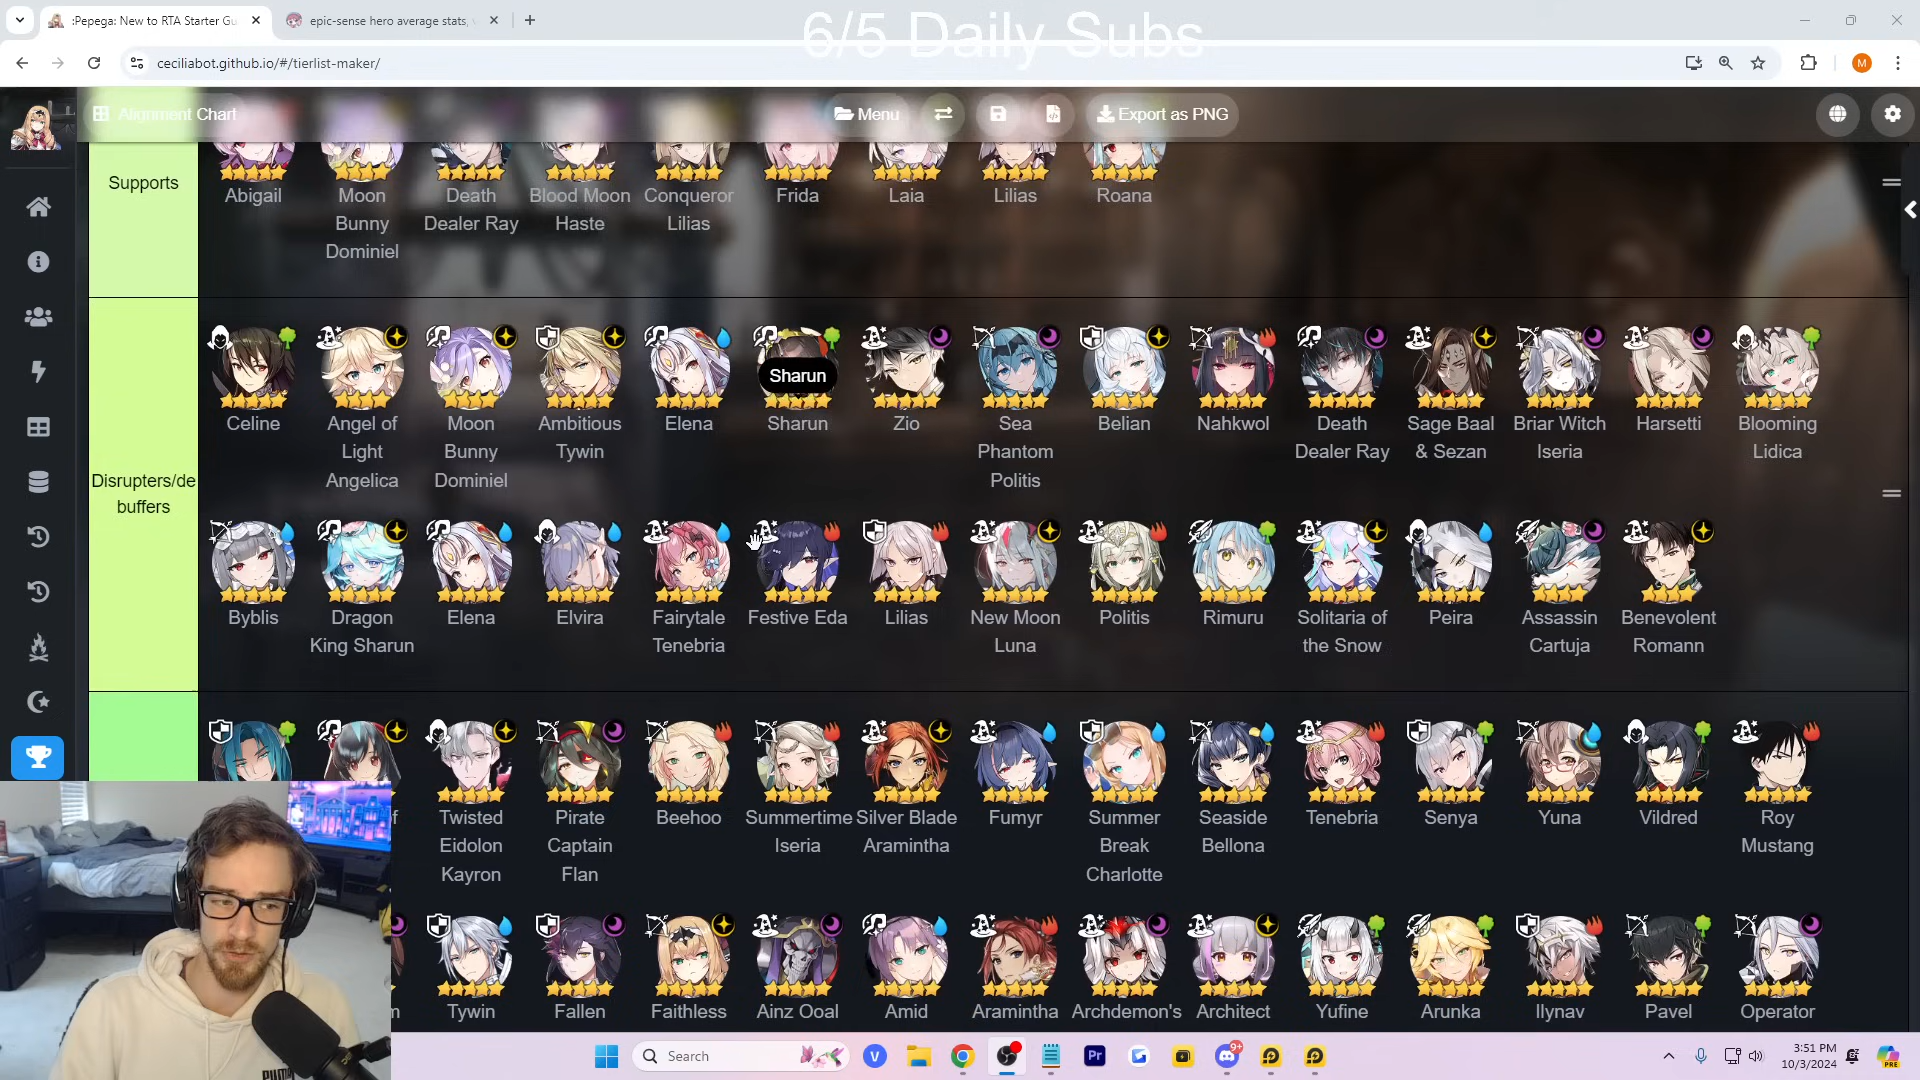 6/5 Daily Subs
:Pepega: New to RTA Starter Gu
epic-sense hero average stats,
ceciliabot.github.io/#/tierlist-maker/
M
Alignment Chart
Menu
Export as PNG
Supports
Abigail
Moon
Bunny
Dominiel
Death
Dealer Ray
Blood Moon
Haste
Conqueror
Lilias
Frida
Laia
Lilias
Roana
Disrupters/de
buffers
Celine
Angel of
Light
Angelica
Moon
Bunny
Dominiel
Ambitious
Tywin
Elena
Sharun
Sharun
Zio
Sea
Phantom
Politis
Belian
Nahkwol
Death
Dealer Ray
Sage Baal
& Sezan
Briar Witch
Iseria
Harsetti
Blooming
Lidica
Byblis
Dragon
King Sharun
Elena
Elvira
Fairytale
Tenebria
Festive Eda
Lilias
New Moon
Luna
Politis
Rimuru
Solitaria of
the Snow
Peira
Assassin
Cartuja
Benevolent
Romann
f
Twisted
Eidolon
Kayron
Pirate
Captain
Flan
Beehoo
Summertime
Iseria
Silver Blade
Aramintha
Fumyr
Summer
Break
Charlotte
Seaside
Bellona
Tenebria
Senya
Yuna
Vildred
Roy
Mustang
Tywin
Fallen
Faithless
Ainz Ooal
Amid
Aramintha
Archdemon's
Architect
Yufine
Arunka
Ilynav
Pavel
Operator
PUMA
Search
V
Pr
9+
3:51 PM
10/3/2024
PRE